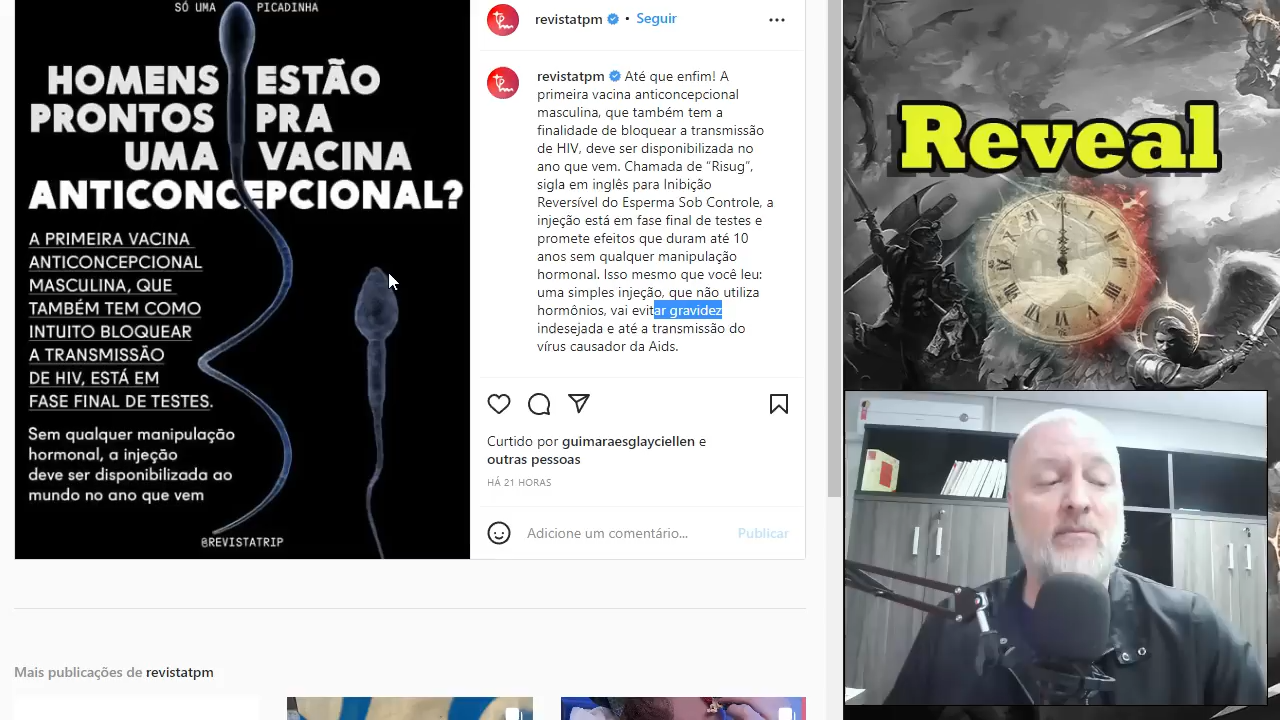 SÓ UMA PICADINHA
HOMENS ESTÃO
PRONTOS PRA
UMA VACINA
ANTICONCEPCIONAL?
A PRIMEIRA VACINA
ANTICONCEPCIONAL
MASCULINA, QUE
TAMBÉM TEM COMO
INTUITO BLOQUEAR
A TRANSMISSÃO
DE HIV, ESTÁ EM
FASE FINAL DE TESTES.
Sem qualquer manipulação
hormonal, a injeção
deve ser disponibilizada ao
mundo no ano que vem
@REVISTATRIP
revistatpm • Seguir
revistatpm Até que enfim! A
primeira vacina anticoncepcional
masculina, que também tem a
finalidade de bloquear a transmissão
de HIV, deve ser disponibilizada no
ano que vem. Chamada de “Risug”,
sigla em inglês para Inibição
Reversível do Esperma Sob Controle, a
injeção está em fase final de testes e
promete efeitos que duram até 10
anos sem qualquer manipulação
hormonal. Isso mesmo que você leu:
uma simples injeção, que não utiliza
hormônios, vai evitar gravidez
indesejada e até a transmissão do
vírus causador da Aids.
Curtido por guimaraesglayciellen e
outras pessoas
HÁ 21 HORAS
Adicione um comentário... Publicar
Mais publicações de revistatpm
Reveal